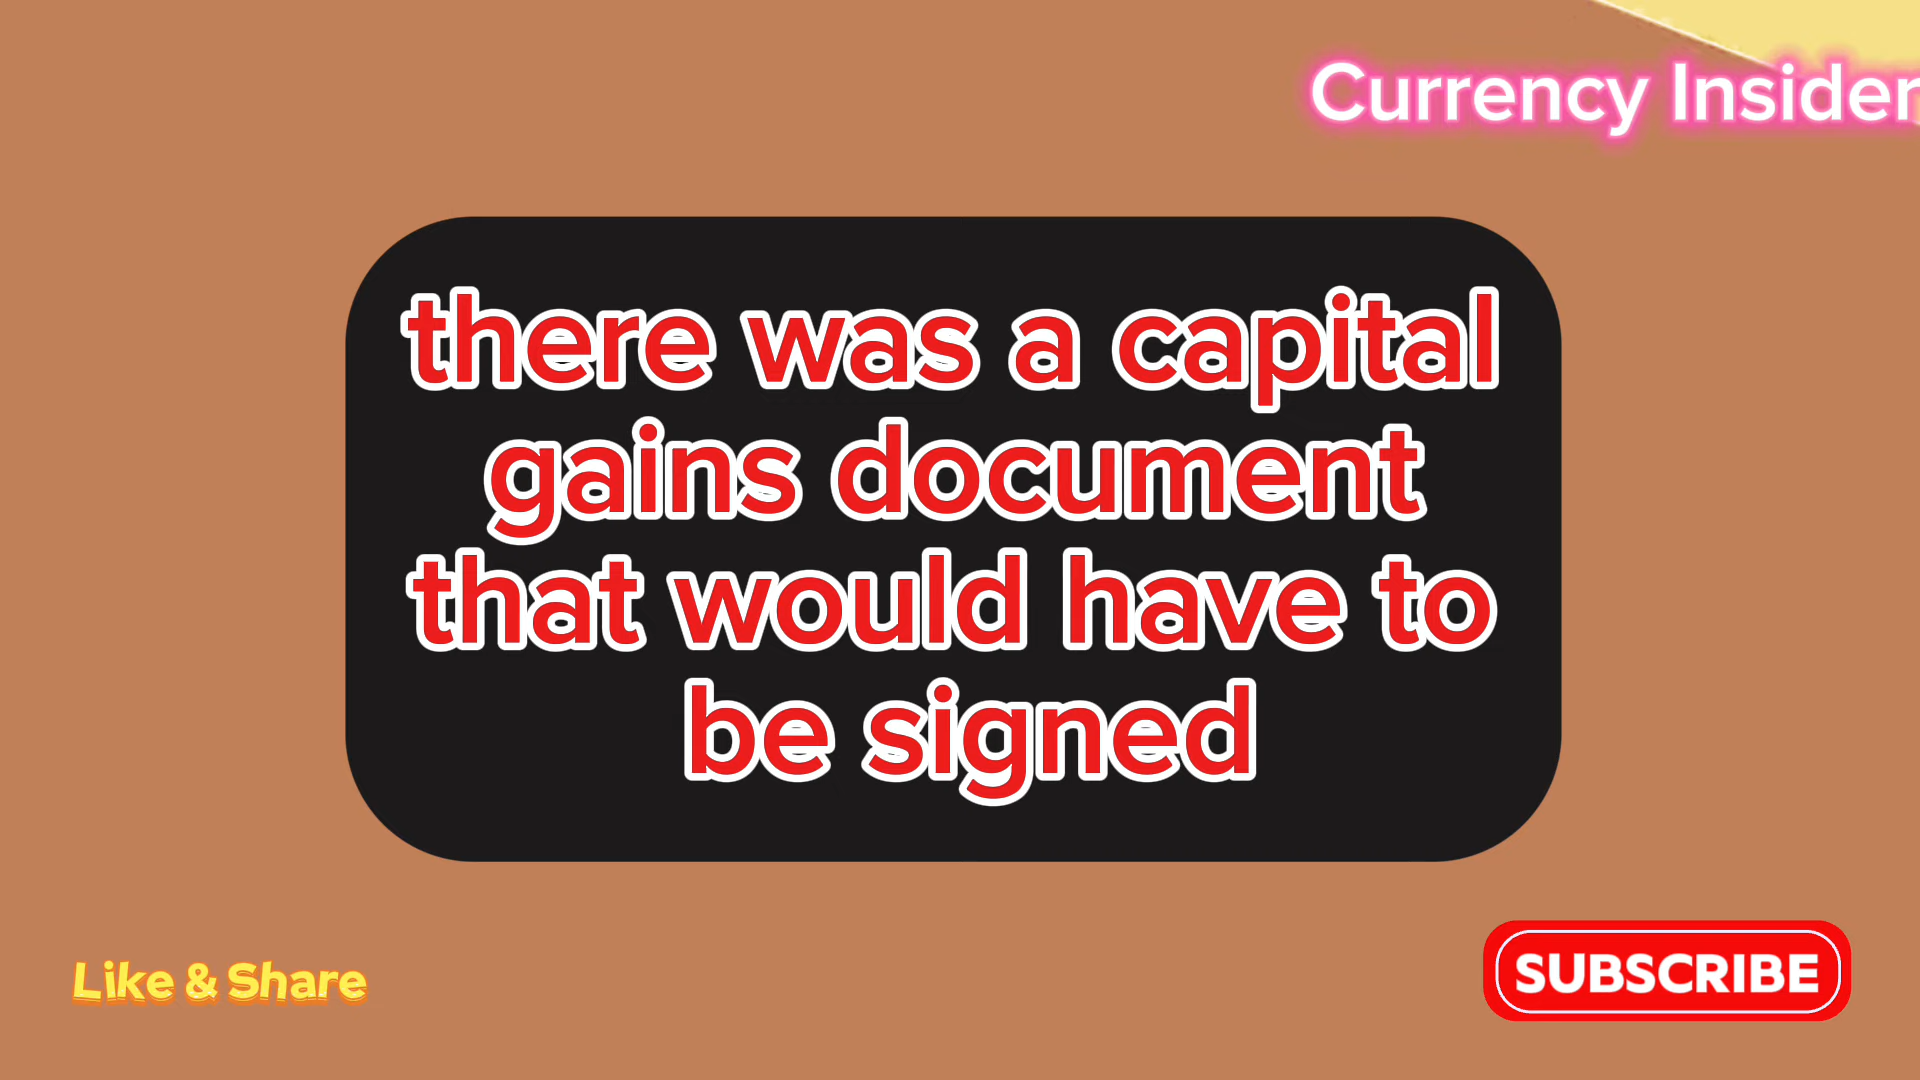 Currency Insider
there was a capital
gains document
that would have to
be signed
Like & Share
SUBSCRIBE